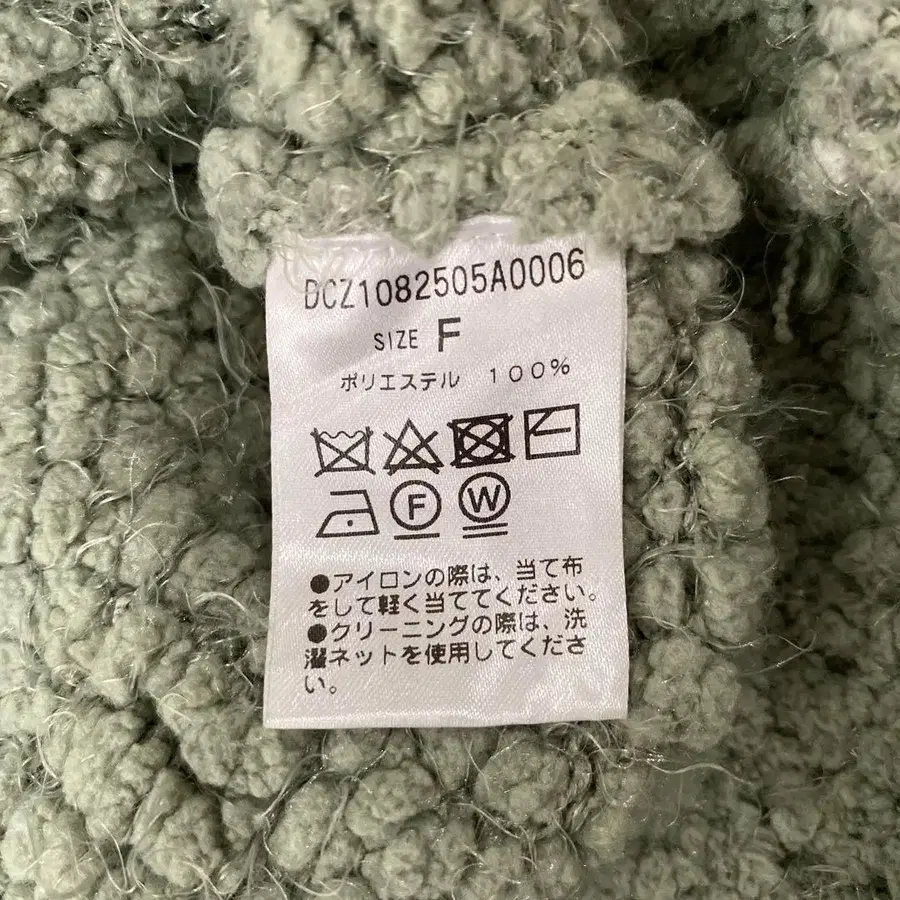 DCZ1082505A0006
SIZE F
ポリエステル 100%
F W
●アイロンの際は、当て布
をして軽く当ててください。
●クリーニングの際は、洗
濯ネットを使用してくださ
い。